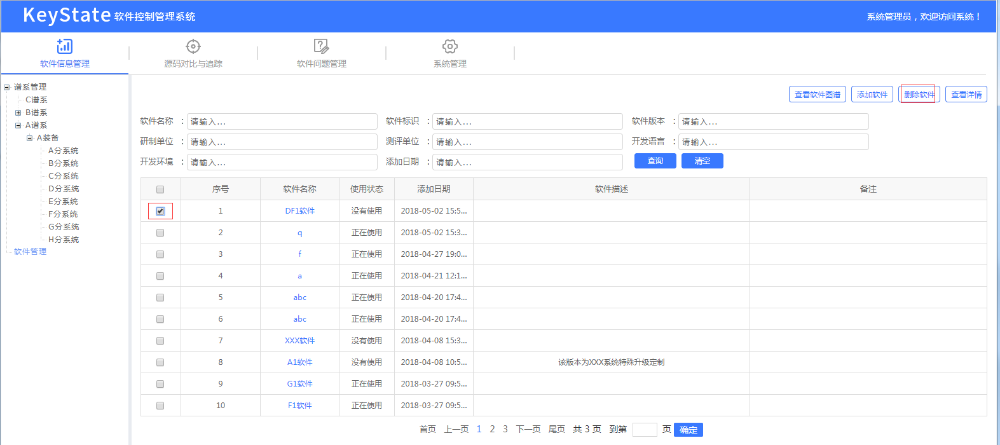 KeyState 软件控制管理系统
系统管理员，欢迎访问系统！
软件信息管理 源码对比与追踪 软件问题管理 系统管理
谱系管理
C谱系
B谱系
A谱系
A装备
A分系统
B分系统
C分系统
D分系统
E分系统
F分系统
G分系统
H分系统
软件管理
查看软件图谱 添加软件 删除软件 查看详情
软件名称 : 请输入... 软件标识 : 请输入... 软件版本 : 请输入...
研制单位 : 请输入... 测评单位 : 请输入... 开发语言 : 请输入...
开发环境 : 请输入... 添加日期 : 请输入... 查询 清空
序号 软件名称 使用状态 添加日期 软件描述 备注
1 DF1软件 没有使用 2018-05-02 15:5...
2 q 正在使用 2018-05-02 15:3...
3 f 正在使用 2018-04-27 19:0...
4 a 正在使用 2018-04-21 12:1...
5 abc 正在使用 2018-04-20 17:4...
6 abc 正在使用 2018-04-20 17:4...
7 XXX软件 没有使用 2018-04-08 15:3...
8 A1软件 没有使用 2018-04-08 10:5... 该版本为XXX系统特殊升级定制
9 G1软件 正在使用 2018-03-27 09:5...
10 F1软件 正在使用 2018-03-27 09:5...
首页 上一页 1 2 3 下一页 尾页 共 3 页 到第 页 确定